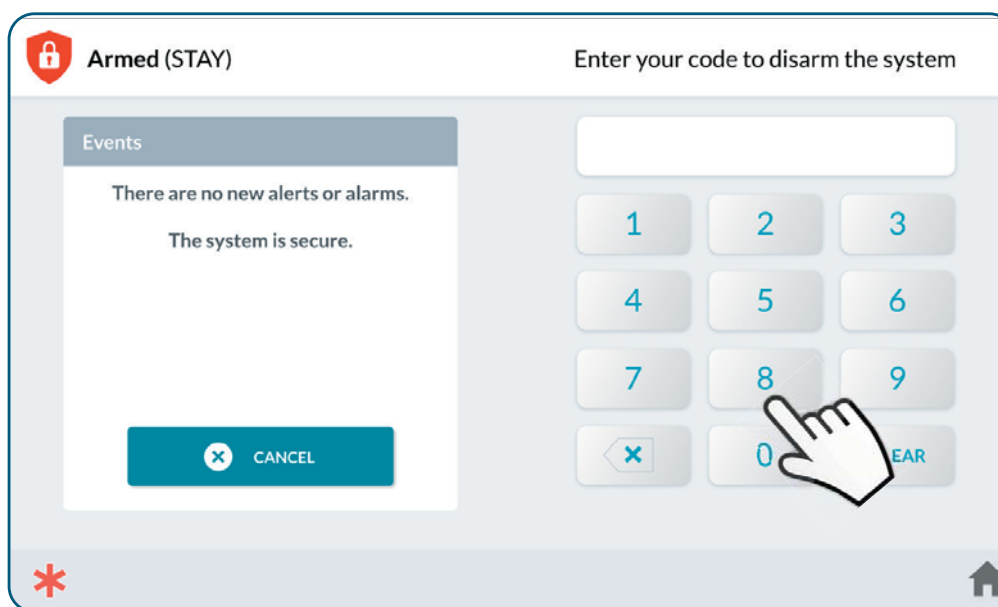 Armed (STAY)
Enter your code to disarm the system
Events
There are no new alerts or alarms.
The system is secure.
CANCEL
1 2 3
4 5 6
7 8 9
0 EAR